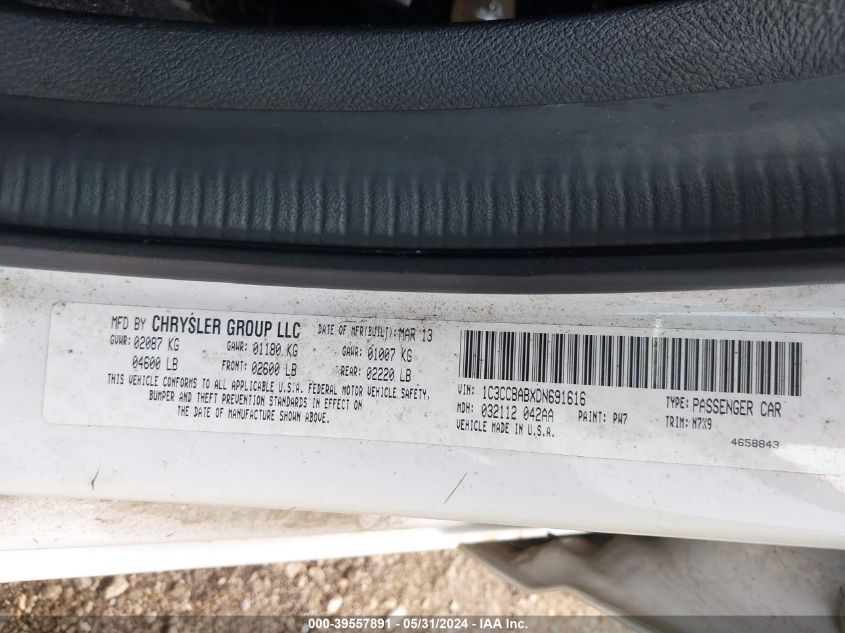 MFD BY CHRYSLER GROUP LLC DATE OF MFR(BUILT): MAR 13
GVWR: 02087 KG GAWR: 01180 KG GAWR: 01007 KG
04600 LB FRONT: 02600 LB REAR: 02220 LB
THIS VEHICLE CONFORMS TO ALL APPLICABLE U.S.A. FEDERAL MOTOR VEHICLE SAFETY,
BUMPER AND THEFT PREVENTION STANDARDS IN EFFECT ON
THE DATE OF MANUFACTURE SHOWN ABOVE.
VIN: 1C3CCBABXDN691616 TYPE: PASSENGER CAR
MDH: 032112 042AA PAINT: PW7 TRIM: N7X9
VEHICLE MADE IN U.S.A.
4658843
000-39557891 - 05/31/2024 - IAA Inc.